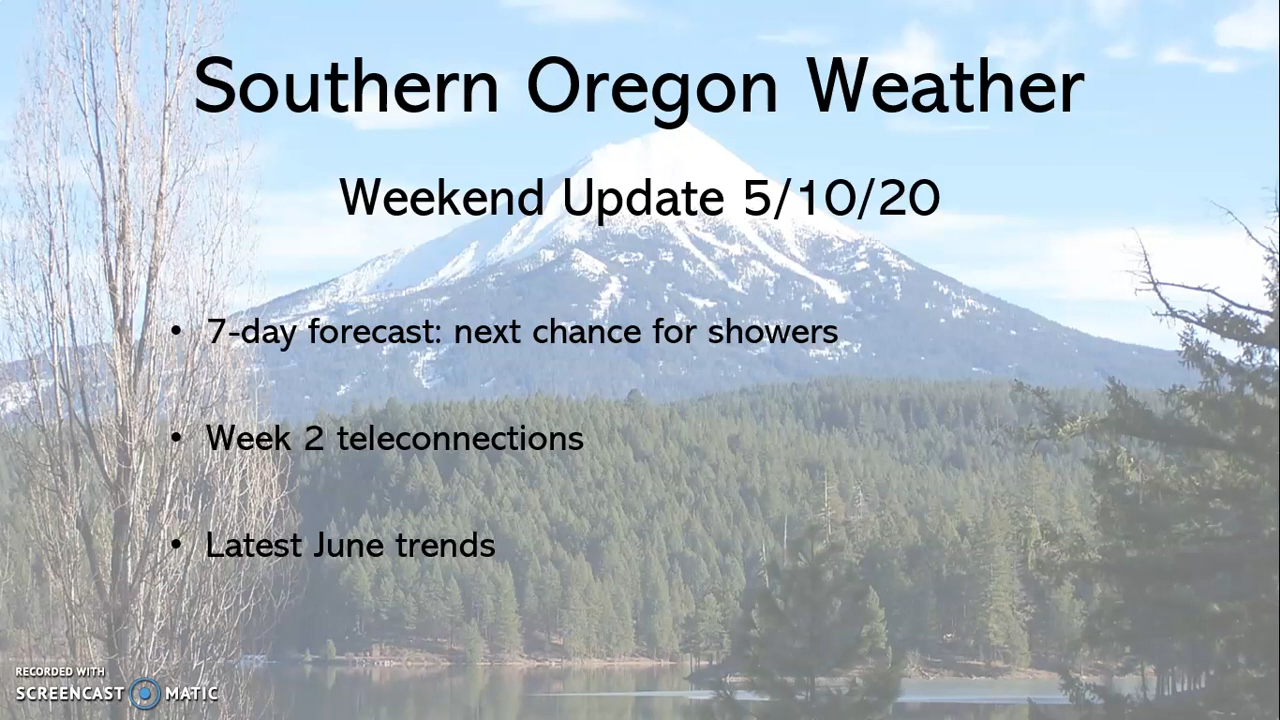 Southern Oregon Weather
Weekend Update 5/10/20
• 7-day forecast: next chance for showers
• Week 2 teleconnections
• Latest June trends
RECORDED WITH
SCREENCAST MATIC